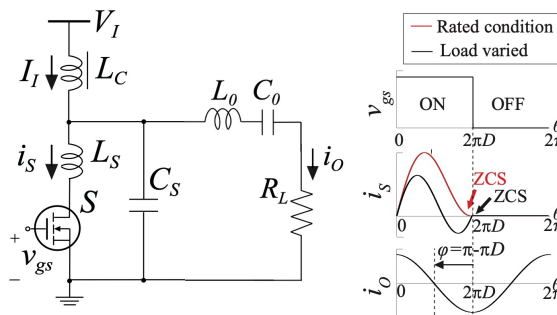 V_I
I_I
L_C
L_0
C_0
i_S
L_S
i_O
C_S
R_L
S
+
v_gs
−
Rated condition
Load varied
v_gs
ON
OFF
0
2πD
θ
i_S
ZCS
ZCS
0
2πD
θ
φ=π-πD
i_O
0
2πD
θ